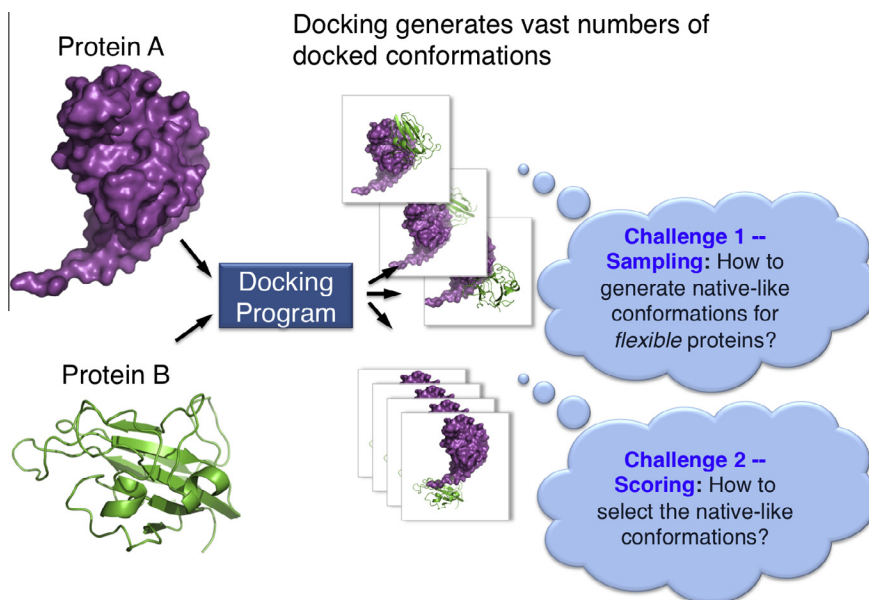 Docking generates vast numbers of
docked conformations
Protein A
Docking
Program
Protein B
Challenge 1 --
Sampling: How to
generate native-like
conformations for
flexible proteins?
Challenge 2 --
Scoring: How to
select the native-like
conformations?